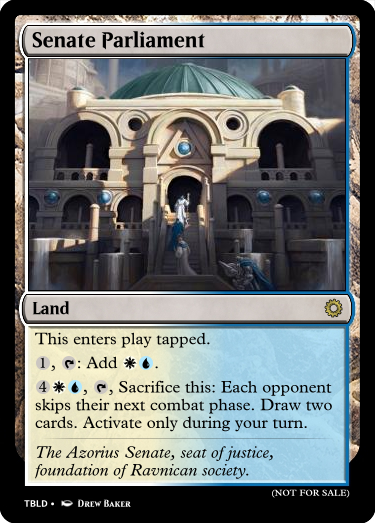 Senate Parliament
Land
This enters play tapped.
1, T: Add WU.
4WU, T, Sacrifice this: Each opponent
skips their next combat phase. Draw two
cards. Activate only during your turn.
The Azorius Senate, seat of justice,
foundation of Ravnican society.
(NOT FOR SALE)
TBLD • DREW BAKER